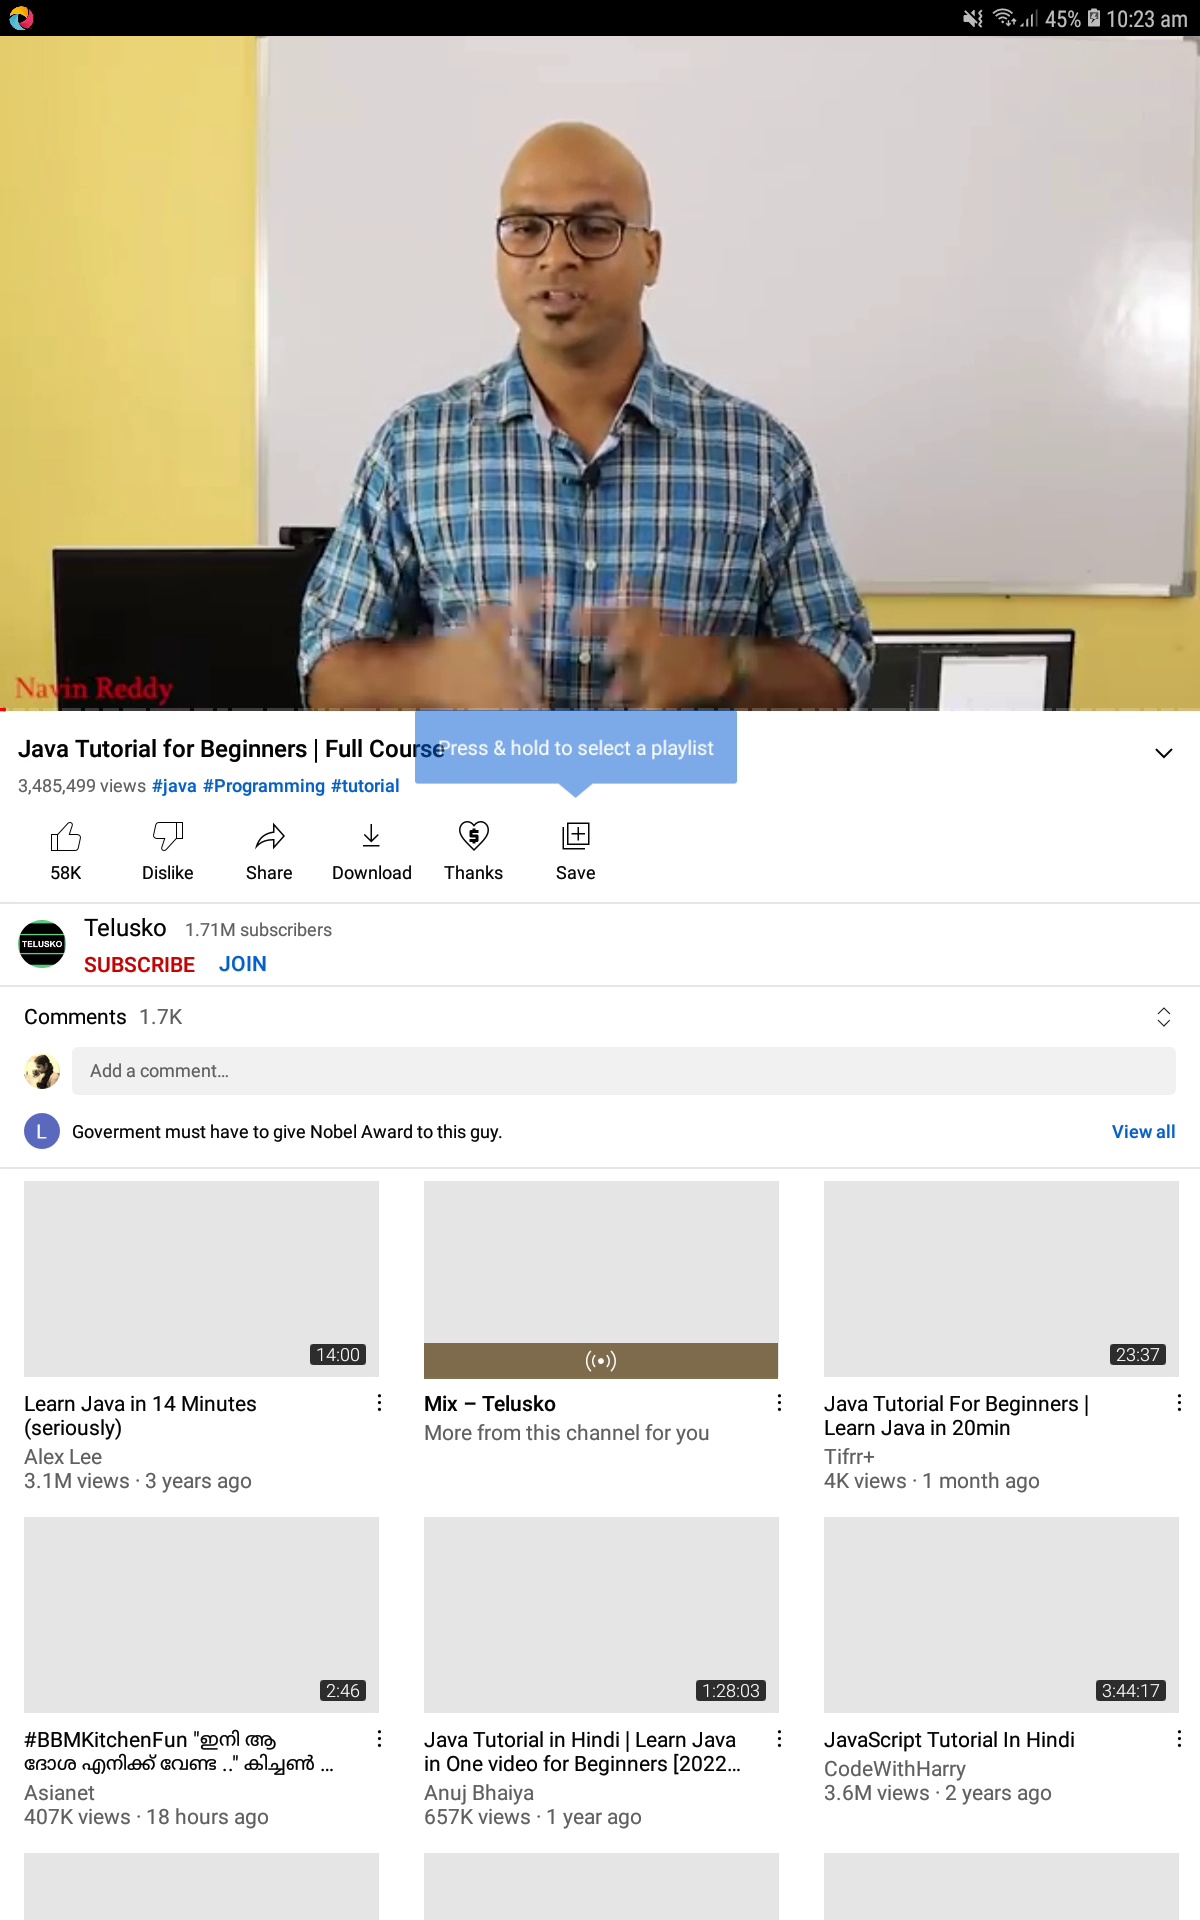 45% 10:23 am
Navin Reddy
Java Tutorial for Beginners | Full Course
Press & hold to select a playlist
3,485,499 views #java #Programming #tutorial
58K Dislike Share Download Thanks Save
TELUSKO
Telusko 1.71M subscribers
SUBSCRIBE JOIN
Comments 1.7K
Add a comment...
L Goverment must have to give Nobel Award to this guy. View all
14:00
Learn Java in 14 Minutes
(seriously)
Alex Lee
3.1M views · 3 years ago
Mix – Telusko
More from this channel for you
23:37
Java Tutorial For Beginners |
Learn Java in 20min
Tifrr+
4K views · 1 month ago
2:46
#BBMKitchenFun "ഇനി ആ
ദോശ എനിക്ക് വേണ്ട .." കിച്ചൺ ...
Asianet
407K views · 18 hours ago
1:28:03
Java Tutorial in Hindi | Learn Java
in One video for Beginners [2022...
Anuj Bhaiya
657K views · 1 year ago
3:44:17
JavaScript Tutorial In Hindi
CodeWithHarry
3.6M views · 2 years ago